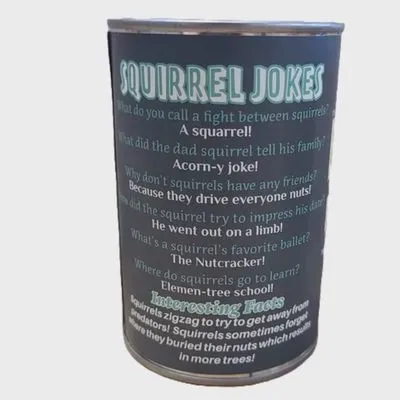 SQUIRREL JOKES
What do you call a fight between squirrels?
A squarrel!
What did the dad squirrel tell his family?
Acorn-y joke!
Why don't squirrels have any friends?
Because they drive everyone nuts!
How did the squirrel try to impress his date?
He went out on a limb!
What's a squirrel's favorite ballet?
The Nutcracker!
Where do squirrels go to learn?
Elemen-tree school!
Interesting Facts
Squirrels zigzag to try to get away from
predators! Squirrels sometimes forget
where they buried their nuts which results
in more trees!